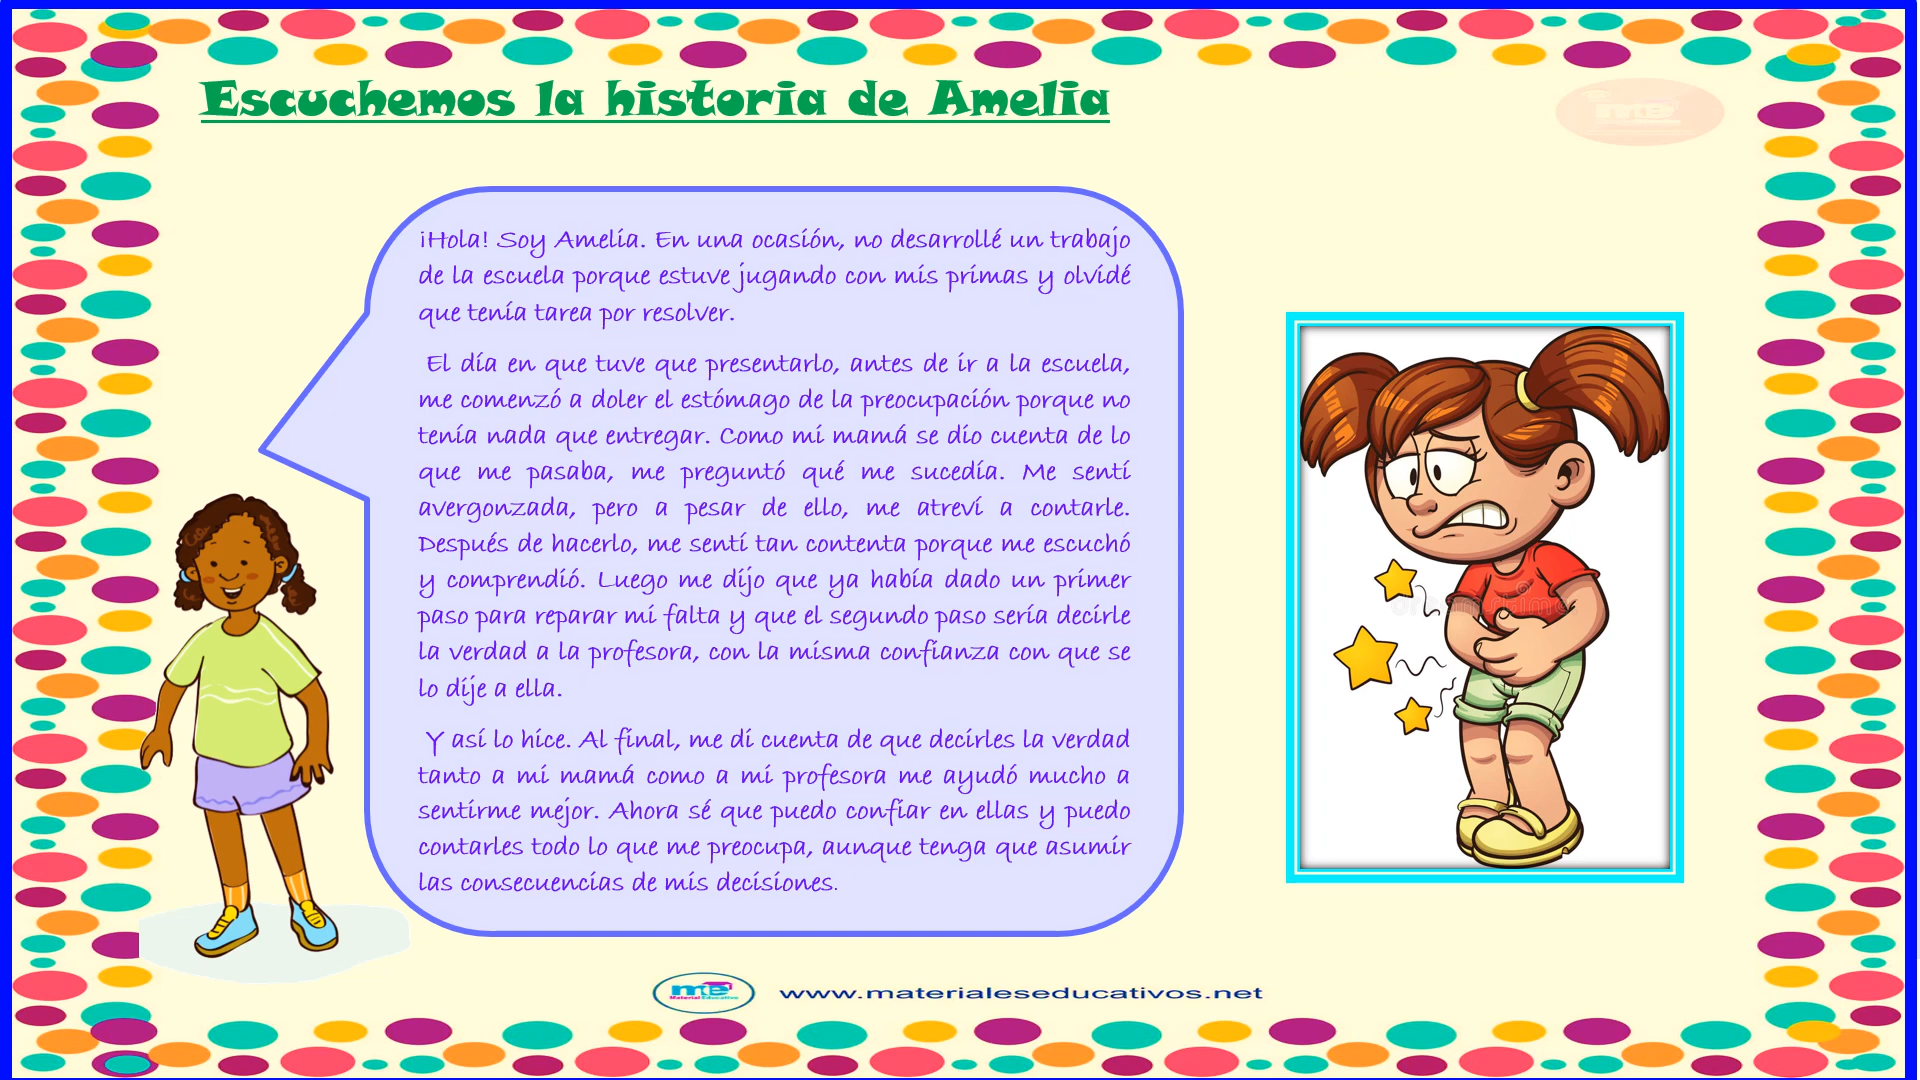 Escuchemos la historia de Amelia
¡Hola! Soy Amelia. En una ocasión, no desarrollé un trabajo
de la escuela porque estuve jugando con mis primas y olvidé
que tenía tarea por resolver.
El día en que tuve que presentarlo, antes de ir a la escuela,
me comenzó a doler el estómago de la preocupación porque no
tenía nada que entregar. Como mi mamá se dio cuenta de lo
que me pasaba, me preguntó qué me sucedía. Me sentí
avergonzada, pero a pesar de ello, me atreví a contarle.
Después de hacerlo, me sentí tan contenta porque me escuchó
y comprendió. Luego me dijo que ya había dado un primer
paso para reparar mi falta y que el segundo paso sería decirle
la verdad a la profesora, con la misma confianza con que se
lo dije a ella.
Y así lo hice. Al final, me di cuenta de que decirles la verdad
tanto a mi mamá como a mi profesora me ayudó mucho a
sentirme mejor. Ahora sé que puedo confiar en ellas y puedo
contarles todo lo que me preocupa, aunque tenga que asumir
las consecuencias de mis decisiones.
me
Material Educativo
www.materialeseducativos.net